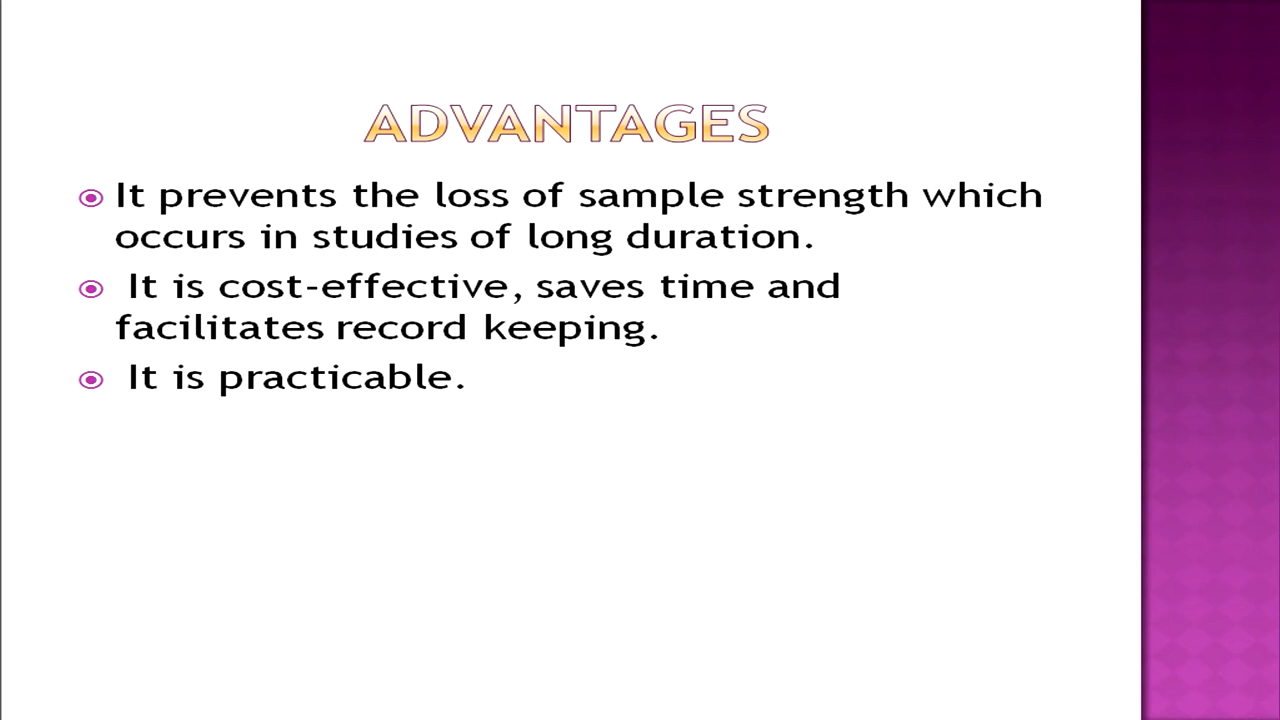 ADVANTAGES
It prevents the loss of sample strength which
occurs in studies of long duration.
It is cost-effective, saves time and
facilitates record keeping.
It is practicable.